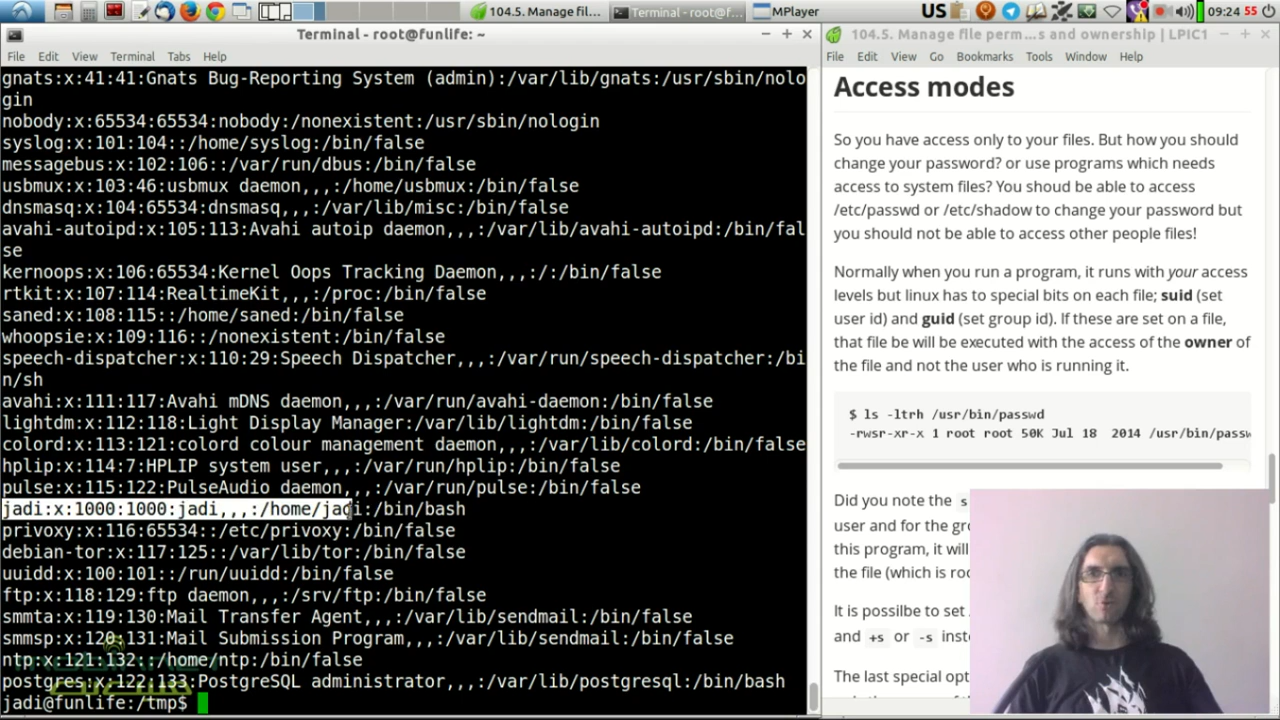 104.5. Manage fil...
Terminal - root@f...
MPlayer
US
09:24 55
Terminal - root@funlife: ~
File Edit View Terminal Tabs Help
gnats:x:41:41:Gnats Bug-Reporting System (admin):/var/lib/gnats:/usr/sbin/nolo
gin
nobody:x:65534:65534:nobody:/nonexistent:/usr/sbin/nologin
syslog:x:101:104::/home/syslog:/bin/false
messagebus:x:102:106::/var/run/dbus:/bin/false
usbmux:x:103:46:usbmux daemon,,,:/home/usbmux:/bin/false
dnsmasq:x:104:65534:dnsmasq,,,:/var/lib/misc:/bin/false
avahi-autoipd:x:105:113:Avahi autoip daemon,,,:/var/lib/avahi-autoipd:/bin/fal
se
kernoops:x:106:65534:Kernel Oops Tracking Daemon,,,:/:/bin/false
rtkit:x:107:114:RealtimeKit,,,:/proc:/bin/false
saned:x:108:115::/home/saned:/bin/false
whoopsie:x:109:116::/nonexistent:/bin/false
speech-dispatcher:x:110:29:Speech Dispatcher,,,:/var/run/speech-dispatcher:/bi
n/sh
avahi:x:111:117:Avahi mDNS daemon,,,:/var/run/avahi-daemon:/bin/false
lightdm:x:112:118:Light Display Manager:/var/lib/lightdm:/bin/false
colord:x:113:121:colord colour management daemon,,,:/var/lib/colord:/bin/false
hplip:x:114:7:HPLIP system user,,,:/var/run/hplip:/bin/false
pulse:x:115:122:PulseAudio daemon,,,:/var/run/pulse:/bin/false
jadi:x:1000:1000:jadi,,,:/home/jadi:/bin/bash
privoxy:x:116:65534::/etc/privoxy:/bin/false
debian-tor:x:117:125::/var/lib/tor:/bin/false
uuidd:x:100:101::/run/uuidd:/bin/false
ftp:x:118:129:ftp daemon,,,:/srv/ftp:/bin/false
smmta:x:119:130:Mail Transfer Agent,,,:/var/lib/sendmail:/bin/false
smmsp:x:120:131:Mail Submission Program,,,:/var/lib/sendmail:/bin/false
ntp:x:121:132::/home/ntp:/bin/false
postgres:x:122:133:PostgreSQL administrator,,,:/var/lib/postgresql:/bin/bash
jadi@funlife:/tmp$
104.5. Manage file perm...s and ownership | LPIC1
File Edit View Go Bookmarks Tools Window Help
Access modes
So you have access only to your files. But how you should
change your password? or use programs which needs
access to system files? You shoud be able to access
/etc/passwd or /etc/shadow to change your password but
you should not be able to access other people files!
Normally when you run a program, it runs with your access
levels but linux has to special bits on each file; suid (set
user id) and guid (set group id). If these are set on a file,
that file be will be executed with the access of the owner of
the file and not the user who is running it.
$ ls -ltrh /usr/bin/passwd
-rwsr-xr-x 1 root root 50K Jul 18 2014 /usr/bin/passw
Did you note the s
user and for the gro
this program, it will
the file (which is roo
It is possilbe to set
and +s or -s inste
The last special opt